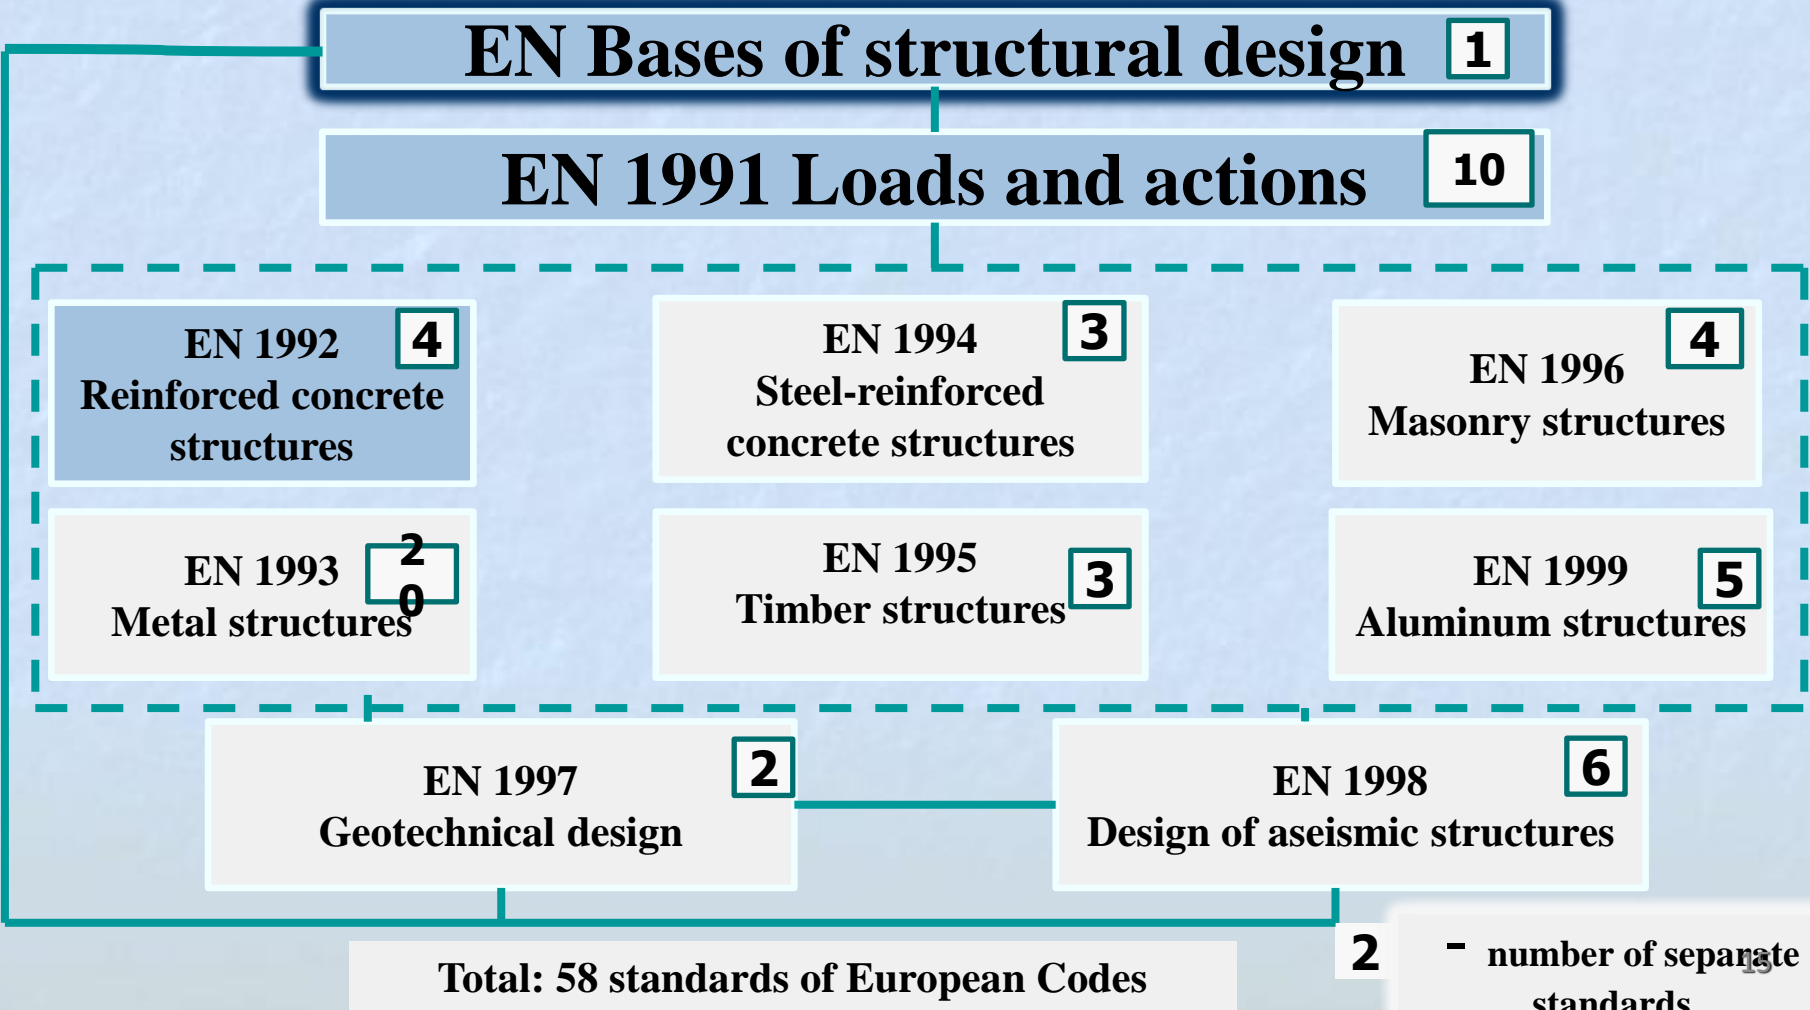 EN Bases of structural design 1
EN 1991 Loads and actions 10
EN 1992 4
Reinforced concrete
structures
EN 1994 3
Steel-reinforced
concrete structures
EN 1996 4
Masonry structures
EN 1993 20
Metal structures
EN 1995 3
Timber structures
EN 1999 5
Aluminum structures
EN 1997 2
Geotechnical design
EN 1998 6
Design of aseismic structures
Total: 58 standards of European Codes
2 - number of separate
standards
15